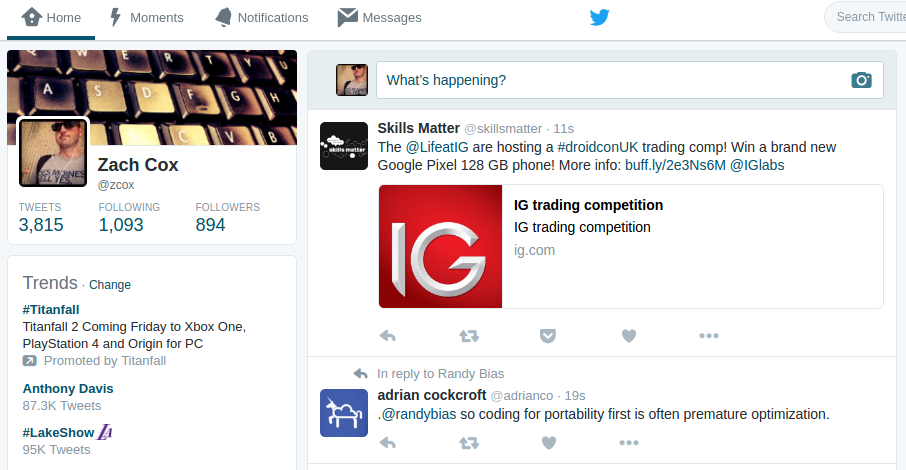 Home
Moments
Notifications
Messages
Search Twitte
What's happening?
Zach Cox
@zcox
TWEETS
FOLLOWING
FOLLOWERS
3,815
1,093
894
Trends · Change
#Titanfall
Titanfall 2 Coming Friday to Xbox One,
PlayStation 4 and Origin for PC
Promoted by Titanfall
Anthony Davis
87.3K Tweets
#LakeShow
95K Tweets
skills matter
Skills Matter @skillsmatter · 11s
The @LifeatIG are hosting a #droidconUK trading comp! Win a brand new
Google Pixel 128 GB phone! More info: buff.ly/2e3Ns6M @IGlabs
IG
IG trading competition
IG trading competition
ig.com
In reply to Randy Bias
adrian cockcroft @adrianco · 19s
.@randybias so coding for portability first is often premature optimization.